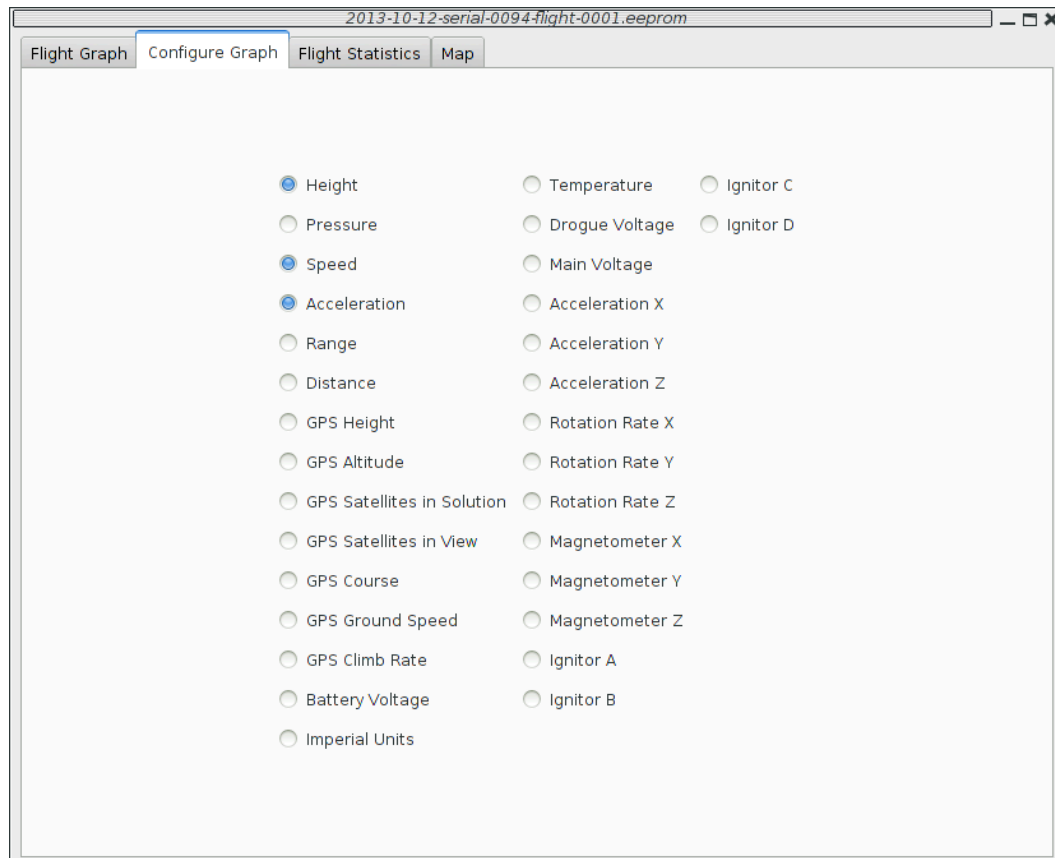 2013-10-12-serial-0094-flight-0001.eeprom
Flight Graph Configure Graph Flight Statistics Map
Height Temperature Ignitor C
Pressure Drogue Voltage Ignitor D
Speed Main Voltage
Acceleration Acceleration X
Range Acceleration Y
Distance Acceleration Z
GPS Height Rotation Rate X
GPS Altitude Rotation Rate Y
GPS Satellites in Solution Rotation Rate Z
GPS Satellites in View Magnetometer X
GPS Course Magnetometer Y
GPS Ground Speed Magnetometer Z
GPS Climb Rate Ignitor A
Battery Voltage Ignitor B
Imperial Units